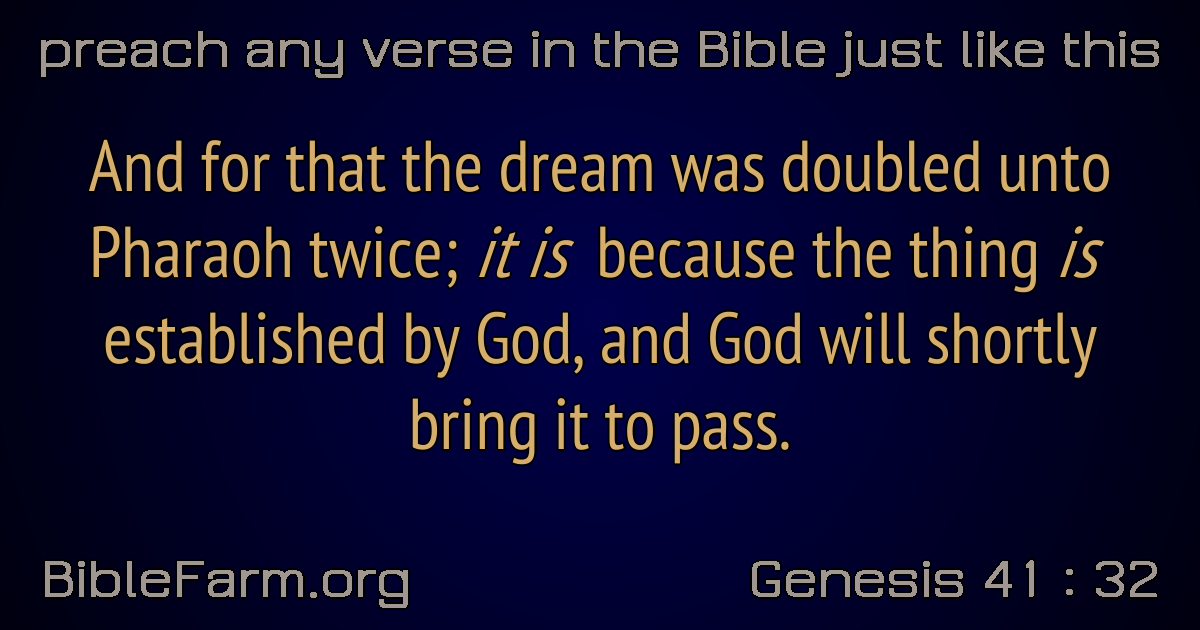 preach any verse in the Bible just like this
And for that the dream was doubled unto
Pharaoh twice; it is because the thing is
established by God, and God will shortly
bring it to pass.
BibleFarm.org
Genesis 41 : 32